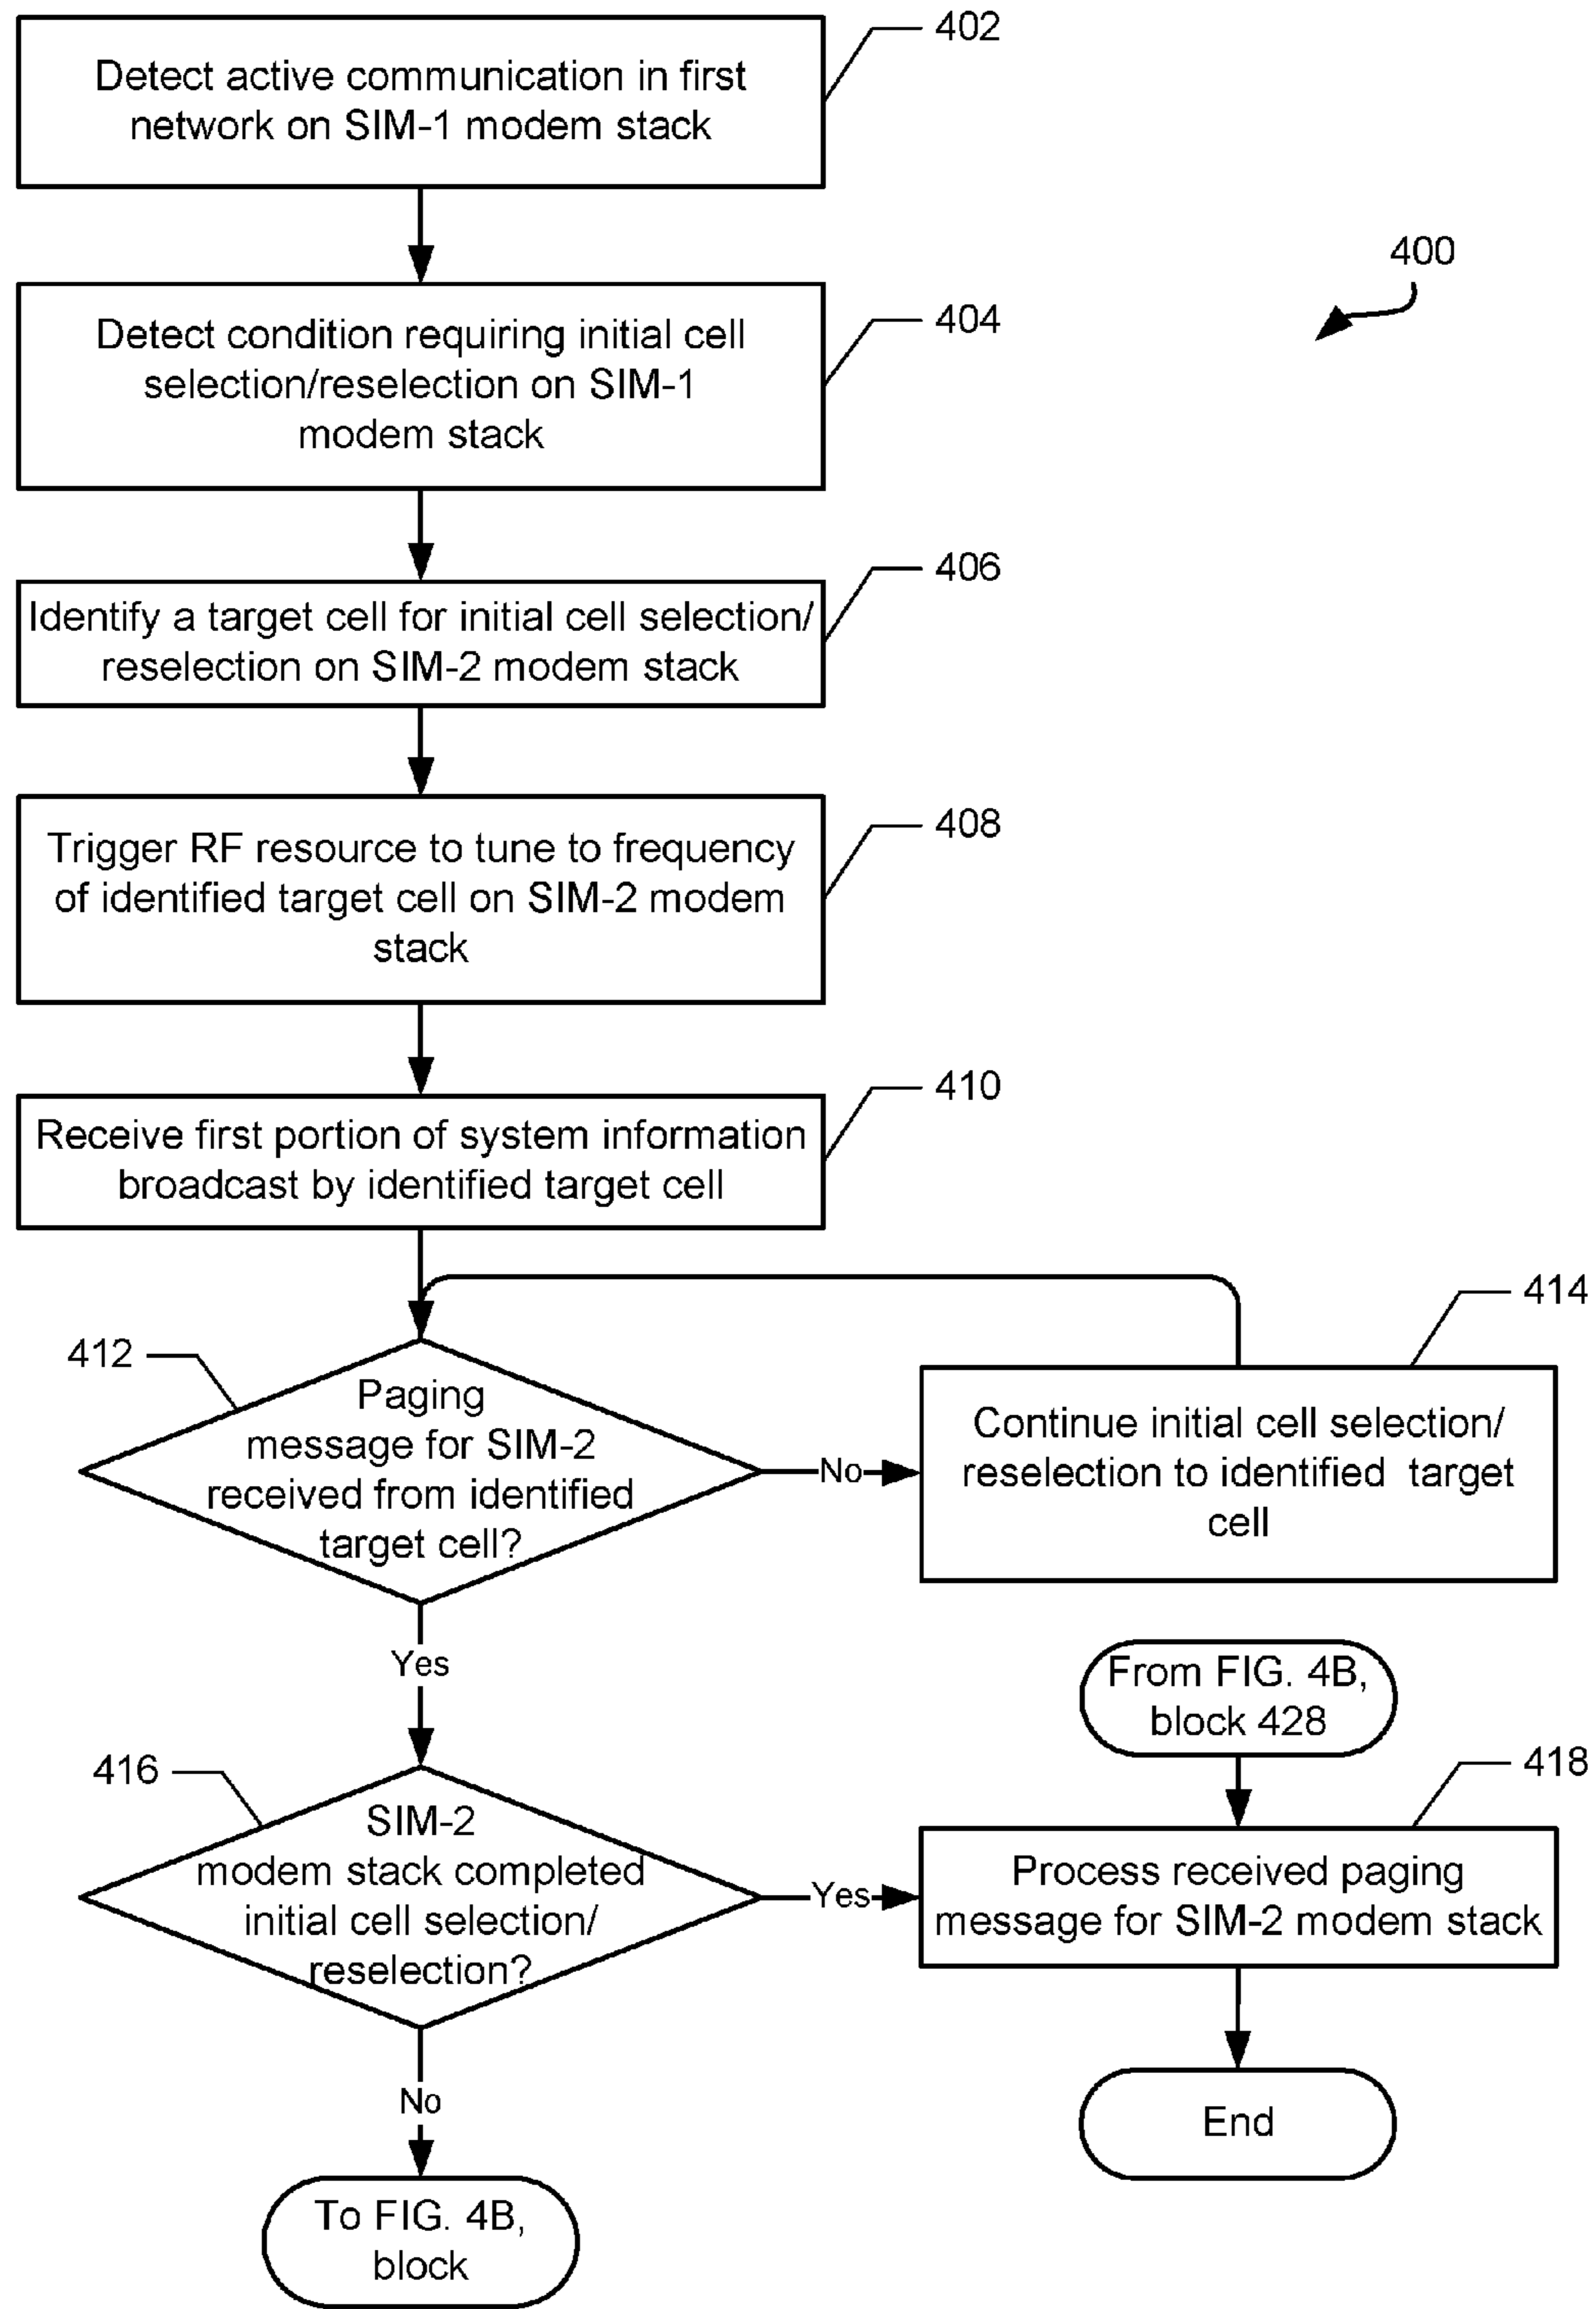 402
Detect active communication in first
network on SIM-1 modem stack
400
404
Detect condition requiring initial cell
selection/reselection on SIM-1
modem stack
406
Identify a target cell for initial cell selection/
reselection on SIM-2 modem stack
408
Trigger RF resource to tune to frequency
of identified target cell on SIM-2 modem
stack
410
Receive first portion of system information
broadcast by identified target cell
412
Paging
message for SIM-2
received from identified
target cell?
No
414
Continue initial cell selection/
reselection to identified target
cell
Yes
From FIG. 4B,
block 428
416
SIM-2
modem stack completed
initial cell selection/
reselection?
Yes
418
Process received paging
message for SIM-2 modem stack
No
End
To FIG. 4B,
block